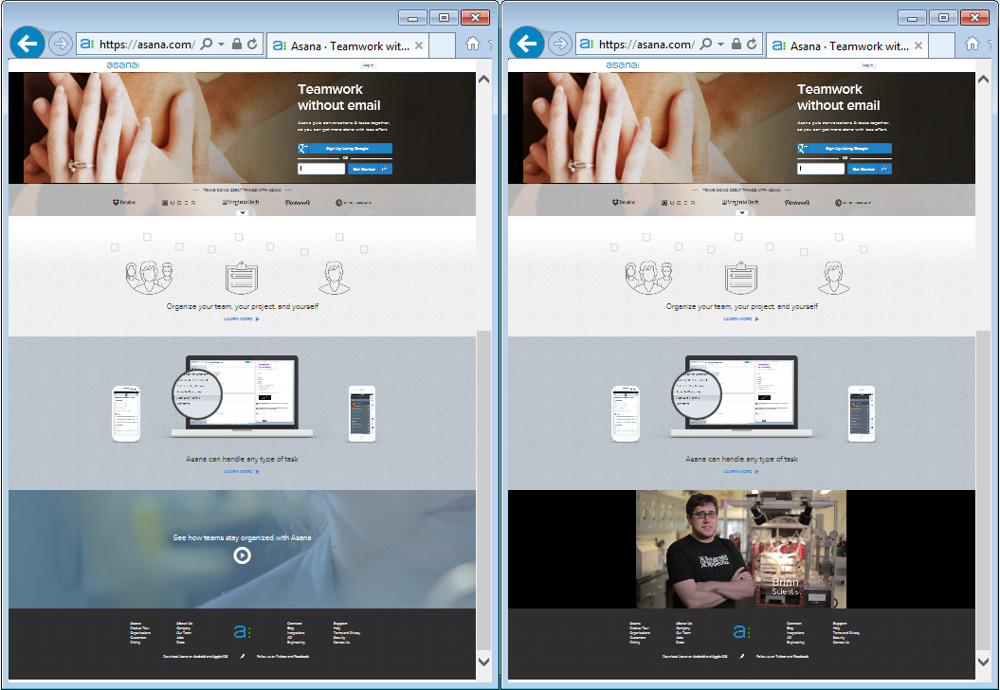 https://asana.com/
Asana · Teamwork wit...
asana:
Log In
Teamwork
without email
Asana puts conversations & tasks together,
so you can get more done with less effort.
Sign Up Using Google
OR
Get Started
TEAMS DOING GREAT THINGS WITH ASANA
Dropbox
UBER
VirginiaTech
Pinterest
Organize your team, your project, and yourself
LEARN MORE
Asana can handle any type of task
LEARN MORE
See how teams stay organized with Asana
Asana
Product Tour
Organizations
Customers
Pricing
About Us
Company
Our Team
Jobs
Press
a:
Connect
Blog
Integrations
API
Engineering
Support
Help
Terms and Privacy
Security
Contact Us
Download Asana on Android and Apple iOS
Follow us on Twitter and Facebook
https://asana.com/
Asana · Teamwork wit...
asana:
Log In
Teamwork
without email
Asana puts conversations & tasks together,
so you can get more done with less effort.
Sign Up Using Google
OR
Get Started
TEAMS DOING GREAT THINGS WITH ASANA
Dropbox
UBER
VirginiaTech
Pinterest
Organize your team, your project, and yourself
LEARN MORE
Asana can handle any type of task
LEARN MORE
Brian
Scientist
Asana
Product Tour
Organizations
Customers
Pricing
About Us
Company
Our Team
Jobs
Press
a:
Connect
Blog
Integrations
API
Engineering
Support
Help
Terms and Privacy
Security
Contact Us
Download Asana on Android and Apple iOS
Follow us on Twitter and Facebook